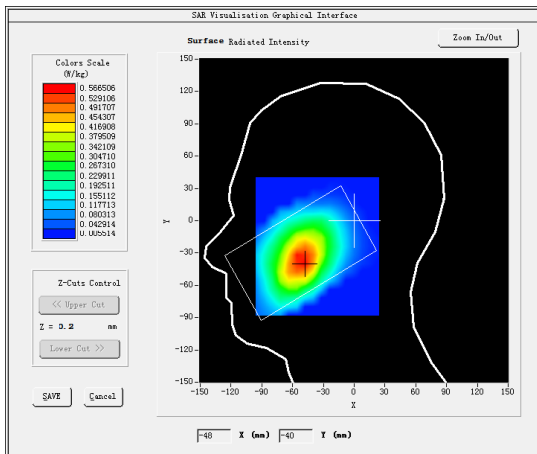 SAR Visualisation Graphical Interface
Surface Radiated Intensity
Zoom In/Out
Colors Scale
(W/kg)
0.566506
0.529106
0.491707
0.454307
0.416908
0.379509
0.342109
0.304710
0.267310
0.229911
0.192511
0.155112
0.117713
0.080313
0.042914
0.005514
Z-Cuts Control
<< Upper Cut
Z = 0.2 mm
Lower Cut >>
SAVE
Cancel
150
120
90
60
30
0
-30
-60
-90
-120
-150
Y
-150 -120 -90 -60 -30 0 30 60 90 120 150
X
-48 X (mm) -40 Y (mm)